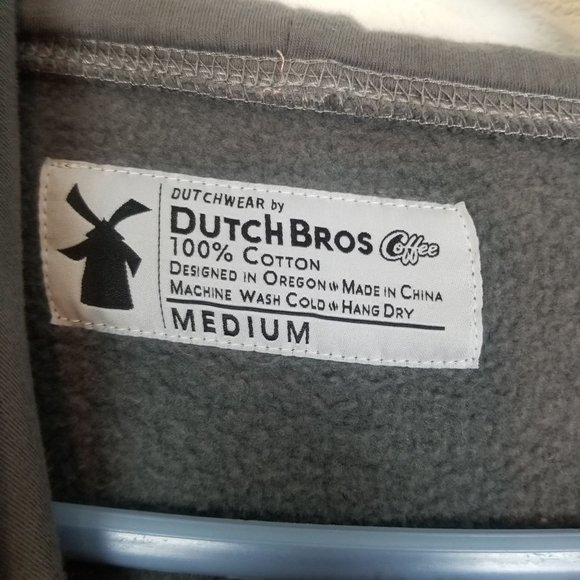 DUTCHWEAR by
DUTCH BROS Coffee
100% COTTON
DESIGNED IN OREGON MADE IN CHINA
MACHINE WASH COLD HANG DRY
MEDIUM